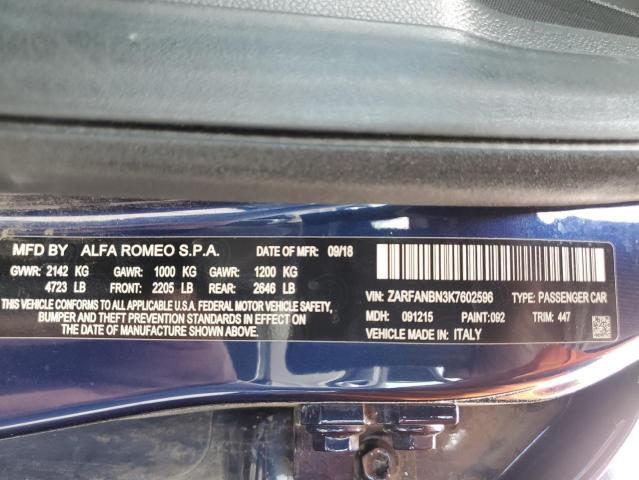 MFD BY ALFA ROMEO S.P.A. DATE OF MFR: 09/18
GVWR: 2142 KG GAWR: 1000 KG GAWR: 1200 KG
4723 LB FRONT: 2205 LB REAR: 2646 LB
THIS VEHICLE CONFORMS TO ALL APPLICABLE U.S.A. FEDERAL MOTOR VEHICLE SAFETY,
BUMPER AND THEFT PREVENTION STANDARDS IN EFFECT ON
THE DATE OF MANUFACTURE SHOWN ABOVE.
VIN: ZARFANBN3K7602596 TYPE: PASSENGER CAR
MDH: 091215 PAINT:092 TRIM: 447
VEHICLE MADE IN: ITALY